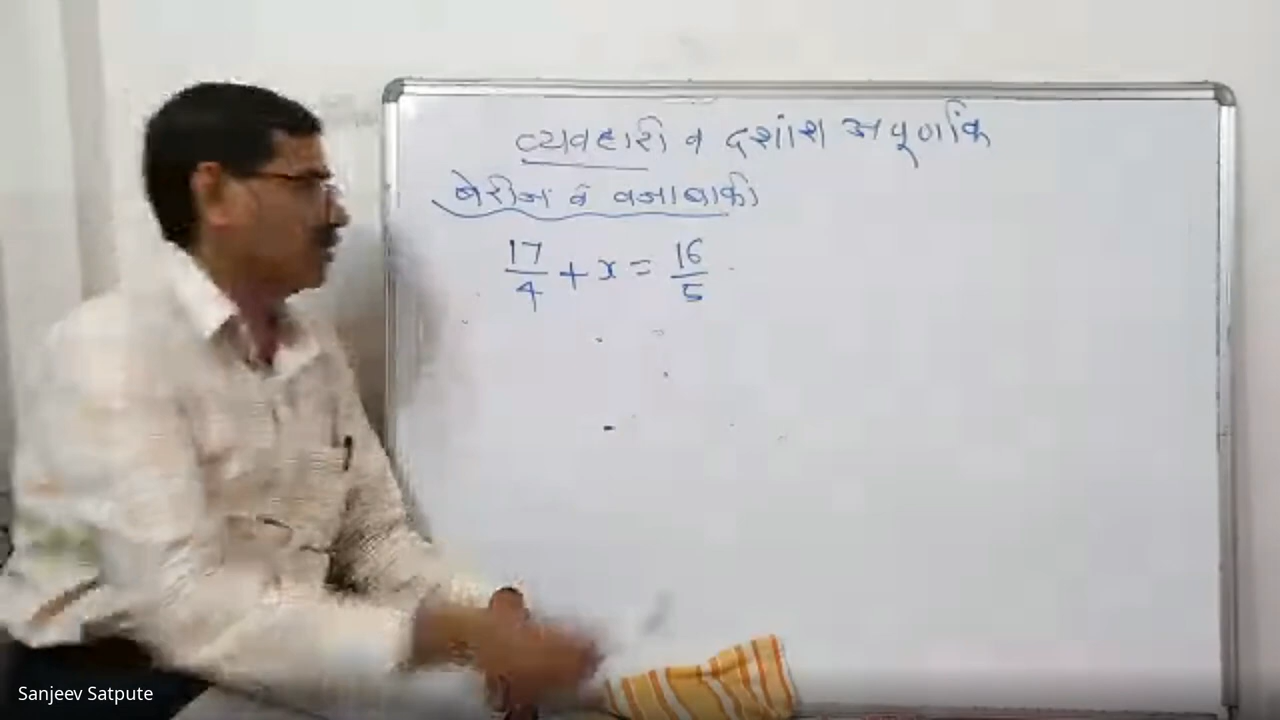 व्यवहारी व दशांश अपूर्णांक
बेरीज व वजाबाकी
17/4 + x = 16/5
Sanjeev Satpute